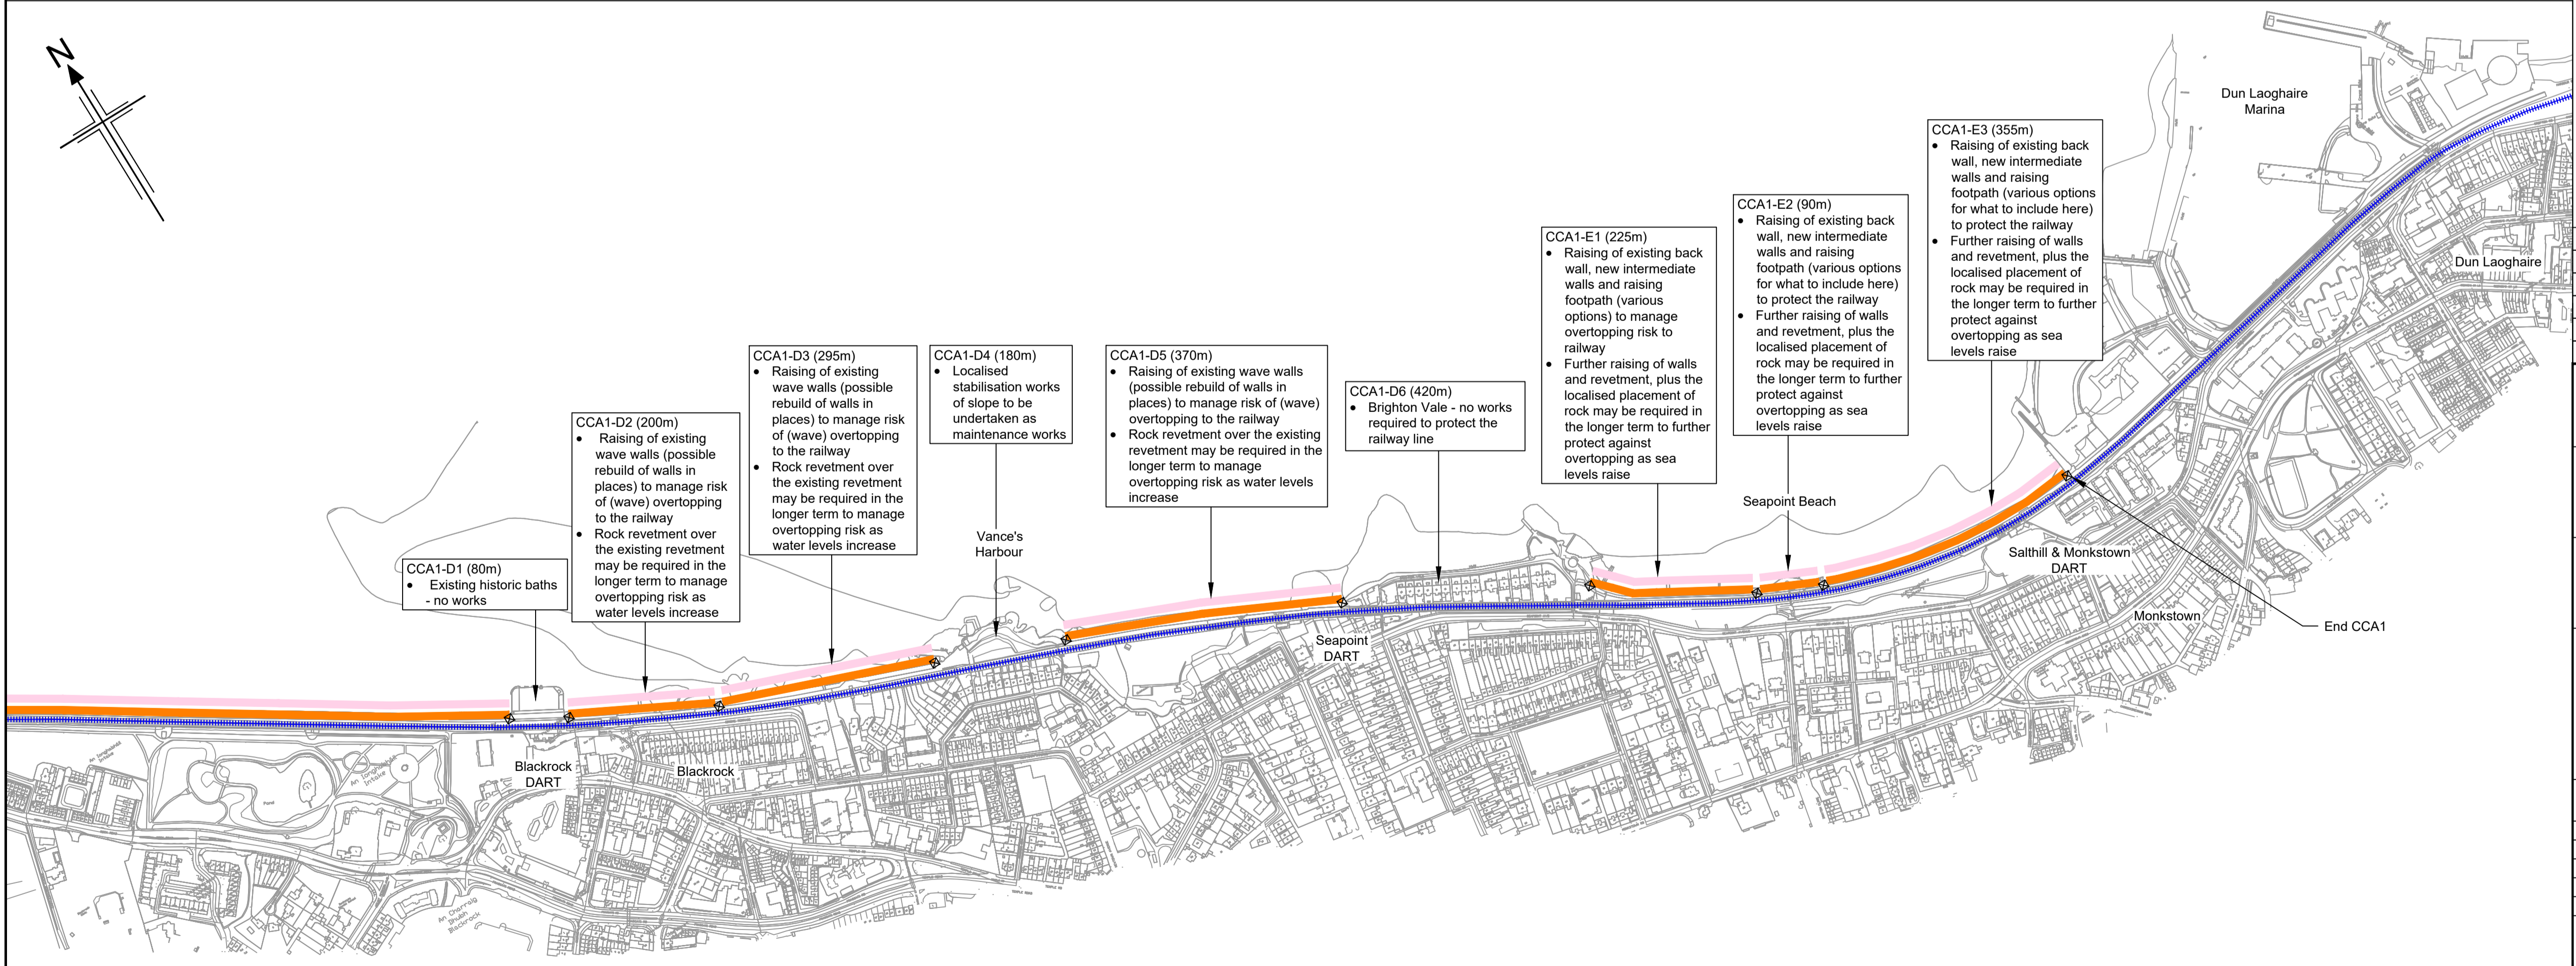 N
Dun Laoghaire
Marina
CCA1-E3 (355m)
• Raising of existing back
wall, new intermediate
walls and raising
footpath (various options
for what to include here)
to protect the railway
• Further raising of walls
and revetment, plus the
localised placement of
rock may be required in
the longer term to further
protect against
overtopping as sea
levels raise
CCA1-E2 (90m)
• Raising of existing back
wall, new intermediate
walls and raising
footpath (various options
for what to include here)
to protect the railway
• Further raising of walls
and revetment, plus the
localised placement of
rock may be required in
the longer term to further
protect against
overtopping as sea
levels raise
CCA1-E1 (225m)
• Raising of existing back
wall, new intermediate
walls and raising
footpath (various
options) to manage
overtopping risk to
railway
• Further raising of walls
and revetment, plus the
localised placement of
rock may be required in
the longer term to further
protect against
overtopping as sea
levels raise
Dun Laoghaire
CCA1-D3 (295m)
• Raising of existing
wave walls (possible
rebuild of walls in
places) to manage risk
of (wave) overtopping
to the railway
• Rock revetment over
the existing revetment
may be required in the
longer term to manage
overtopping risk as
water levels increase
CCA1-D4 (180m)
• Localised
stabilisation works
of slope to be
undertaken as
maintenance works
CCA1-D5 (370m)
• Raising of existing wave walls
(possible rebuild of walls in
places) to manage risk of (wave)
overtopping to the railway
• Rock revetment over the existing
revetment may be required in the
longer term to manage
overtopping risk as water levels
increase
CCA1-D6 (420m)
• Brighton Vale - no works
required to protect the
railway line
CCA1-D2 (200m)
• Raising of existing
wave walls (possible
rebuild of walls in
places) to manage risk
of (wave) overtopping
to the railway
• Rock revetment over
the existing revetment
may be required in the
longer term to manage
overtopping risk as
water levels increase
CCA1-D1 (80m)
• Existing historic baths
- no works
Vance's
Harbour
Seapoint Beach
Salthill & Monkstown
DART
Monkstown
End CCA1
Seapoint
DART
Blackrock
DART
Blackrock
An Charraig
Dhubh
Blackrock